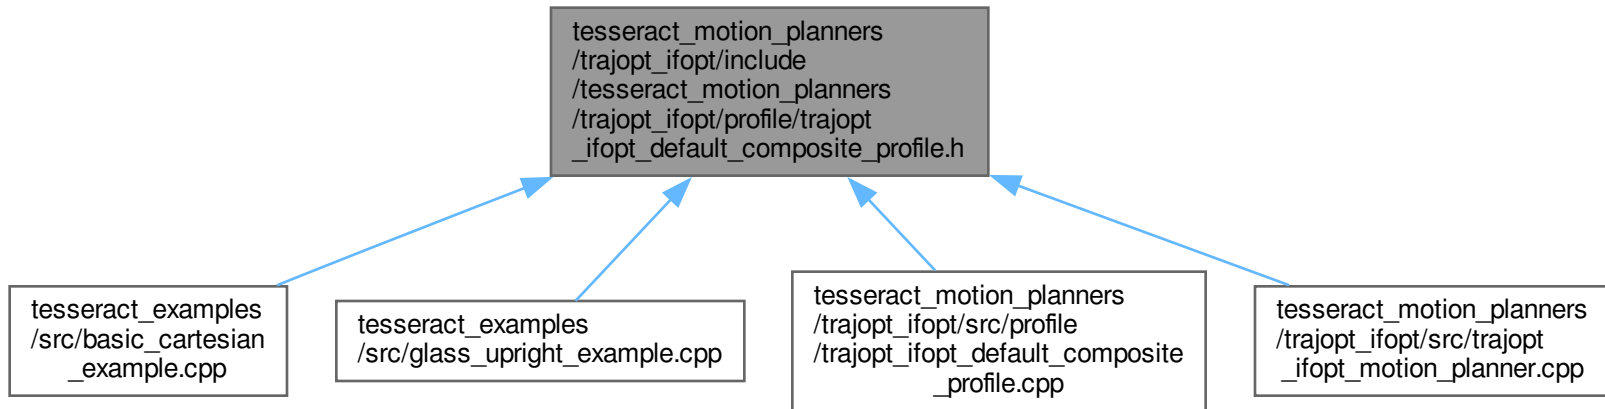 tesseract_motion_planners
/trajopt_ifopt/include
/tesseract_motion_planners
/trajopt_ifopt/profile/trajopt
_ifopt_default_composite_profile.h
tesseract_examples
/src/basic_cartesian
_example.cpp
tesseract_examples
/src/glass_upright_example.cpp
tesseract_motion_planners
/trajopt_ifopt/src/profile
/trajopt_ifopt_default_composite
_profile.cpp
tesseract_motion_planners
/trajopt_ifopt/src/trajopt
_ifopt_motion_planner.cpp